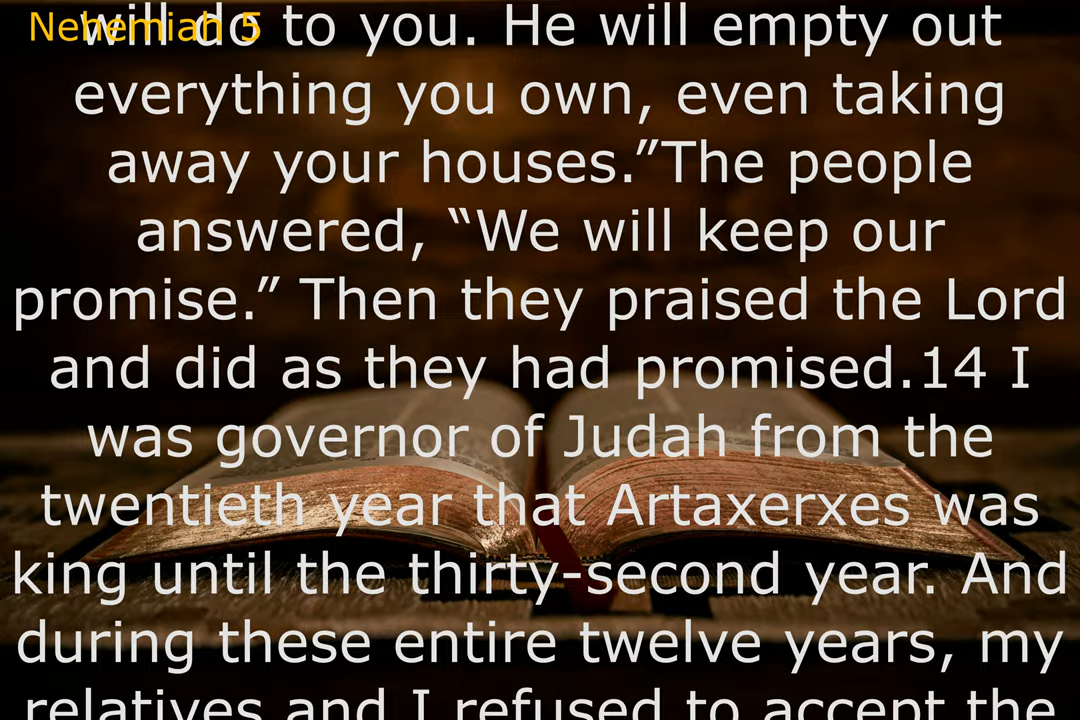 Nehemiah 5
will do to you. He will empty out
everything you own, even taking
away your houses.”The people
answered, “We will keep our
promise.” Then they praised the Lord
and did as they had promised.14 I
was governor of Judah from the
twentieth year that Artaxerxes was
king until the thirty-second year. And
during these entire twelve years, my
relatives and I refused to accept the